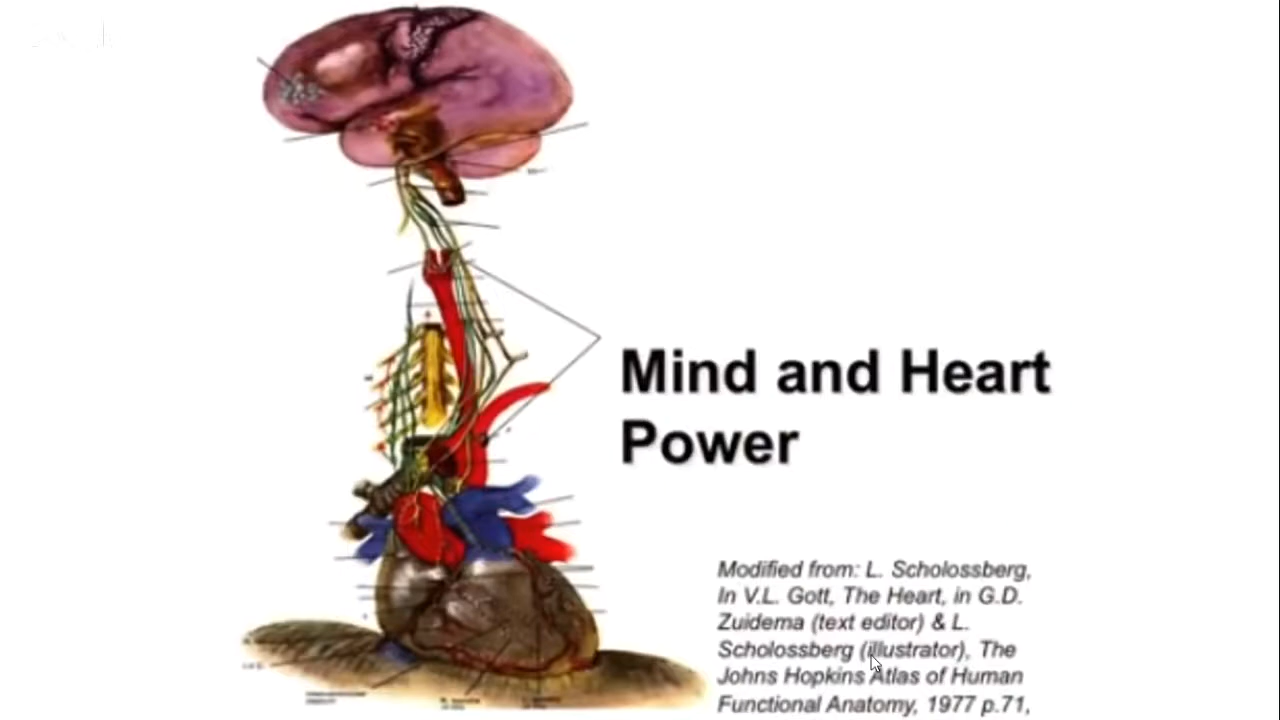 Mind and Heart
Power
Modified from: L. Scholossberg,
In V.L. Gott, The Heart, in G.D.
Zuidema (text editor) & L.
Scholossberg (illustrator), The
Johns Hopkins Atlas of Human
Functional Anatomy, 1977 p.71,